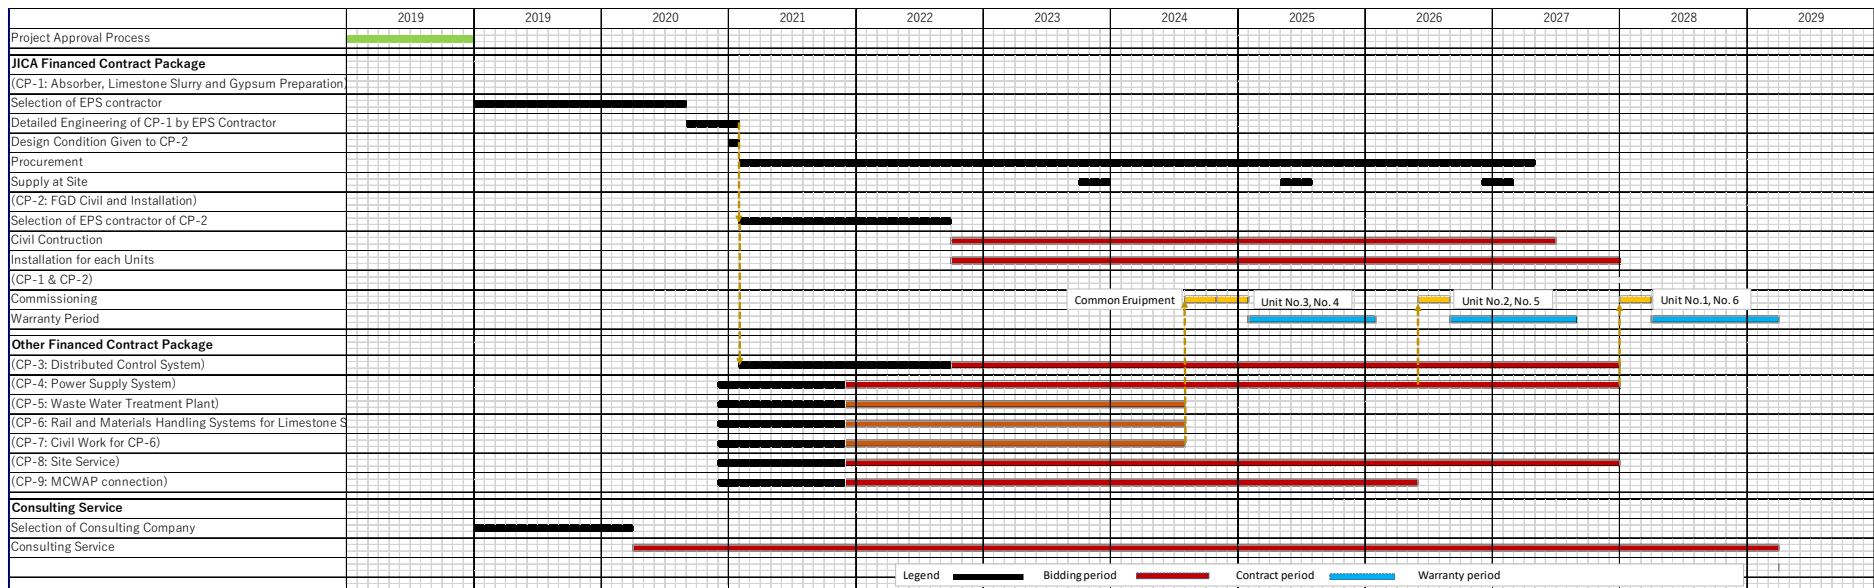 2019 2019 2020 2021 2022 2023 2024 2025 2026 2027 2028 2029
Project Approval Process
JICA Financed Contract Package
(CP-1: Absorber, Limestone Slurry and Gypsum Preparation)
Selection of EPS contractor
Detailed Engineering of CP-1 by EPS Contractor
Design Condition Given to CP-2
Procurement
Supply at Site
(CP-2: FGD Civil and Installation)
Selection of EPS contractor of CP-2
Civil Contruction
Installation for each Units
(CP-1 & CP-2)
Commissioning Common Eruipment Unit No.3, No. 4 Unit No.2, No. 5 Unit No.1, No. 6
Warranty Period
Other Financed Contract Package
(CP-3: Distributed Control System)
(CP-4: Power Supply System)
(CP-5: Waste Water Treatment Plant)
(CP-6: Rail and Materials Handling Systems for Limestone S
(CP-7: Civil Work for CP-6)
(CP-8: Site Service)
(CP-9: MCWAP connection)
Consulting Service
Selection of Consulting Company
Consulting Service
Legend Bidding period Contract period Warranty period